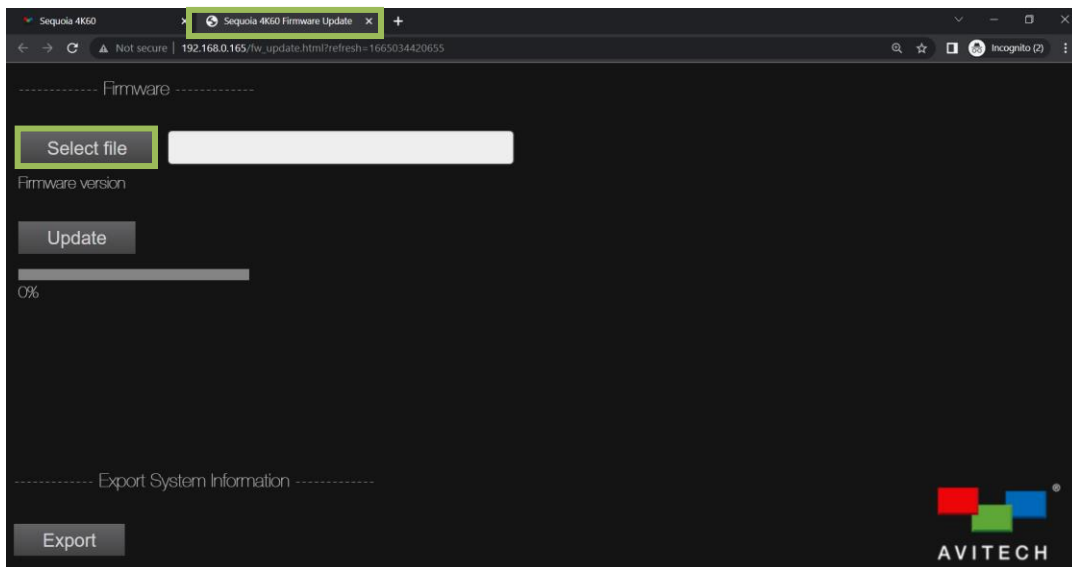 Sequoia 4K60
Sequoia 4K60 Firmware Update
Not secure | 192.168.0.165/fw_update.html?refresh=1665034420655
Incognito (2)
------------- Firmware -------------
Select file
Firmware version
Update
0%
------------- Export System Information -------------
Export
®
AVITECH